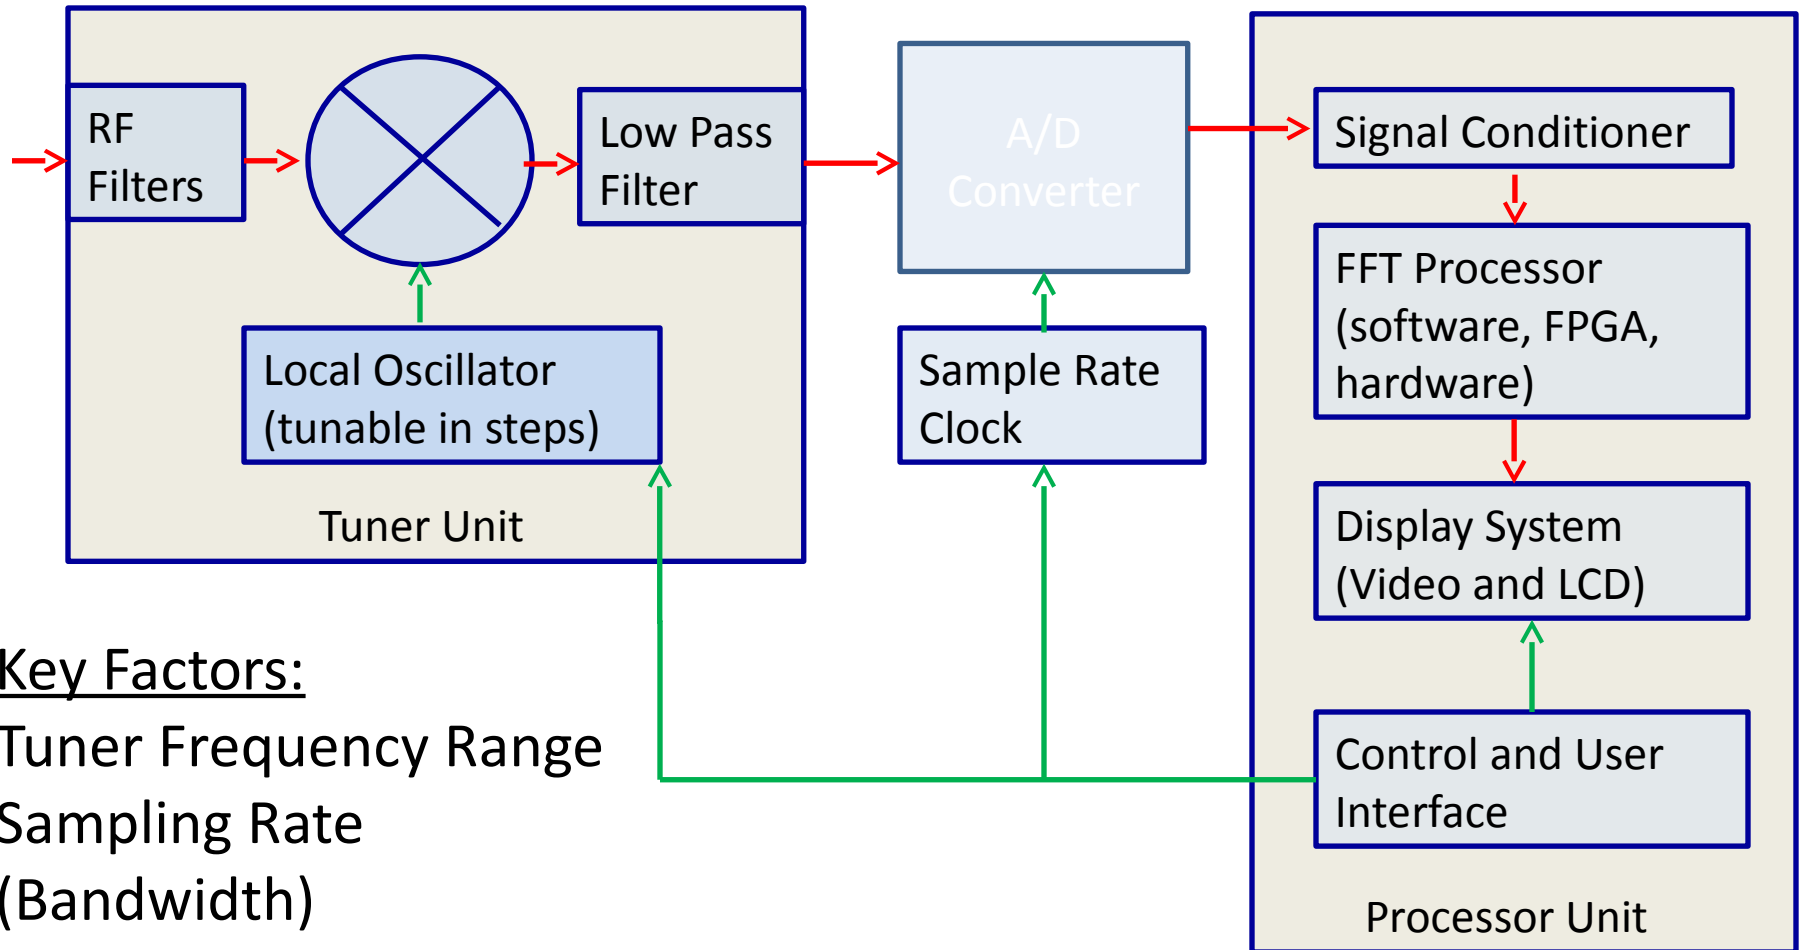 RF
Filters
Low Pass
Filter
Local Oscillator
(tunable in steps)
Tuner Unit
A/D
Converter
Sample Rate
Clock
Signal Conditioner
FFT Processor
(software, FPGA,
hardware)
Display System
(Video and LCD)
Control and User
Interface
Processor Unit
Key Factors:
Tuner Frequency Range
Sampling Rate
(Bandwidth)